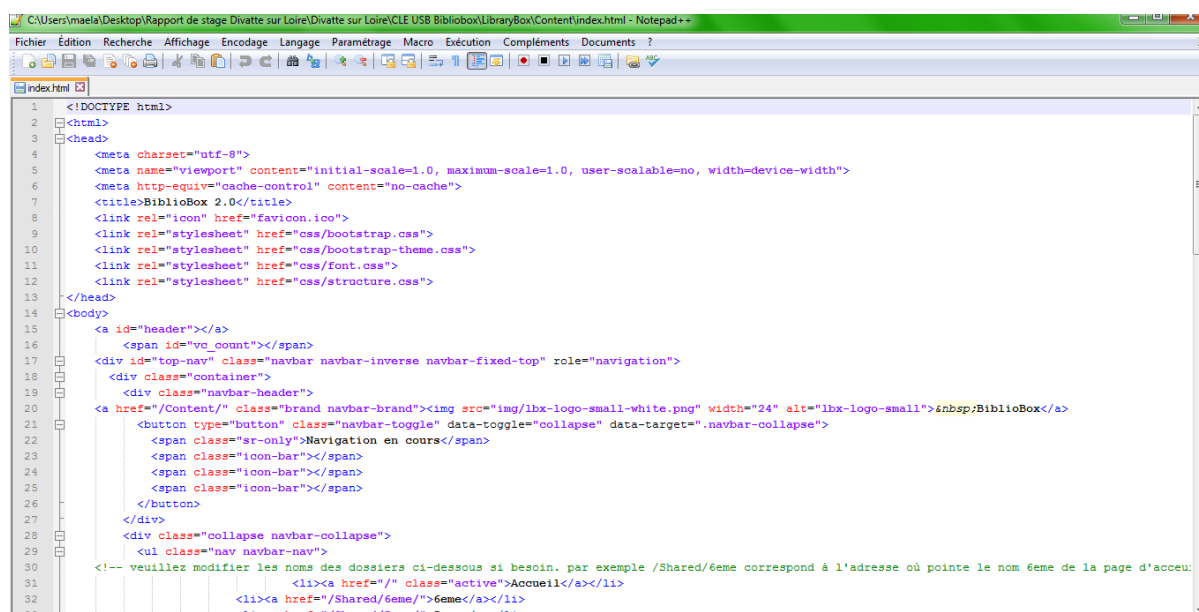 C:\Users\maela\Desktop\Rapport de stage Divatte sur Loire\Divatte sur Loire\CLE USB Bibliobox\LibraryBox\Content\index.html - Notepad++
Fichier Édition Recherche Affichage Encodage Langage Paramétrage Macro Exécution Compléments Documents ?
index.html
1 <!DOCTYPE html>
2 <html>
3 <head>
4 <meta charset="utf-8">
5 <meta name="viewport" content="initial-scale=1.0, maximum-scale=1.0, user-scalable=no, width=device-width">
6 <meta http-equiv="cache-control" content="no-cache">
7 <title>BiblioBox 2.0</title>
8 <link rel="icon" href="favicon.ico">
9 <link rel="stylesheet" href="css/bootstrap.css">
10 <link rel="stylesheet" href="css/bootstrap-theme.css">
11 <link rel="stylesheet" href="css/font.css">
12 <link rel="stylesheet" href="css/structure.css">
13 </head>
14 <body>
15 <a id="header"></a>
16 <span id="vc_count"></span>
17 <div id="top-nav" class="navbar navbar-inverse navbar-fixed-top" role="navigation">
18 <div class="container">
19 <div class="navbar-header">
20 <a href="/Content/" class="brand navbar-brand"><img src="img/lbx-logo-small-white.png" width="24" alt="lbx-logo-small">&nbsp;BiblioBox</a>
21 <button type="button" class="navbar-toggle" data-toggle="collapse" data-target=".navbar-collapse">
22 <span class="sr-only">Navigation en cours</span>
23 <span class="icon-bar"></span>
24 <span class="icon-bar"></span>
25 <span class="icon-bar"></span>
26 </button>
27 </div>
28 <div class="collapse navbar-collapse">
29 <ul class="nav navbar-nav">
30 <!-- veuillez modifier les noms des dossiers ci-dessous si besoin. par exemple /Shared/6eme correspond à l'adresse où pointe le nom 6eme de la page d'acceu
31 <li><a href="/" class="active">Accueil</a></li>
32 <li><a href="/Shared/6eme/">6eme</a></li>